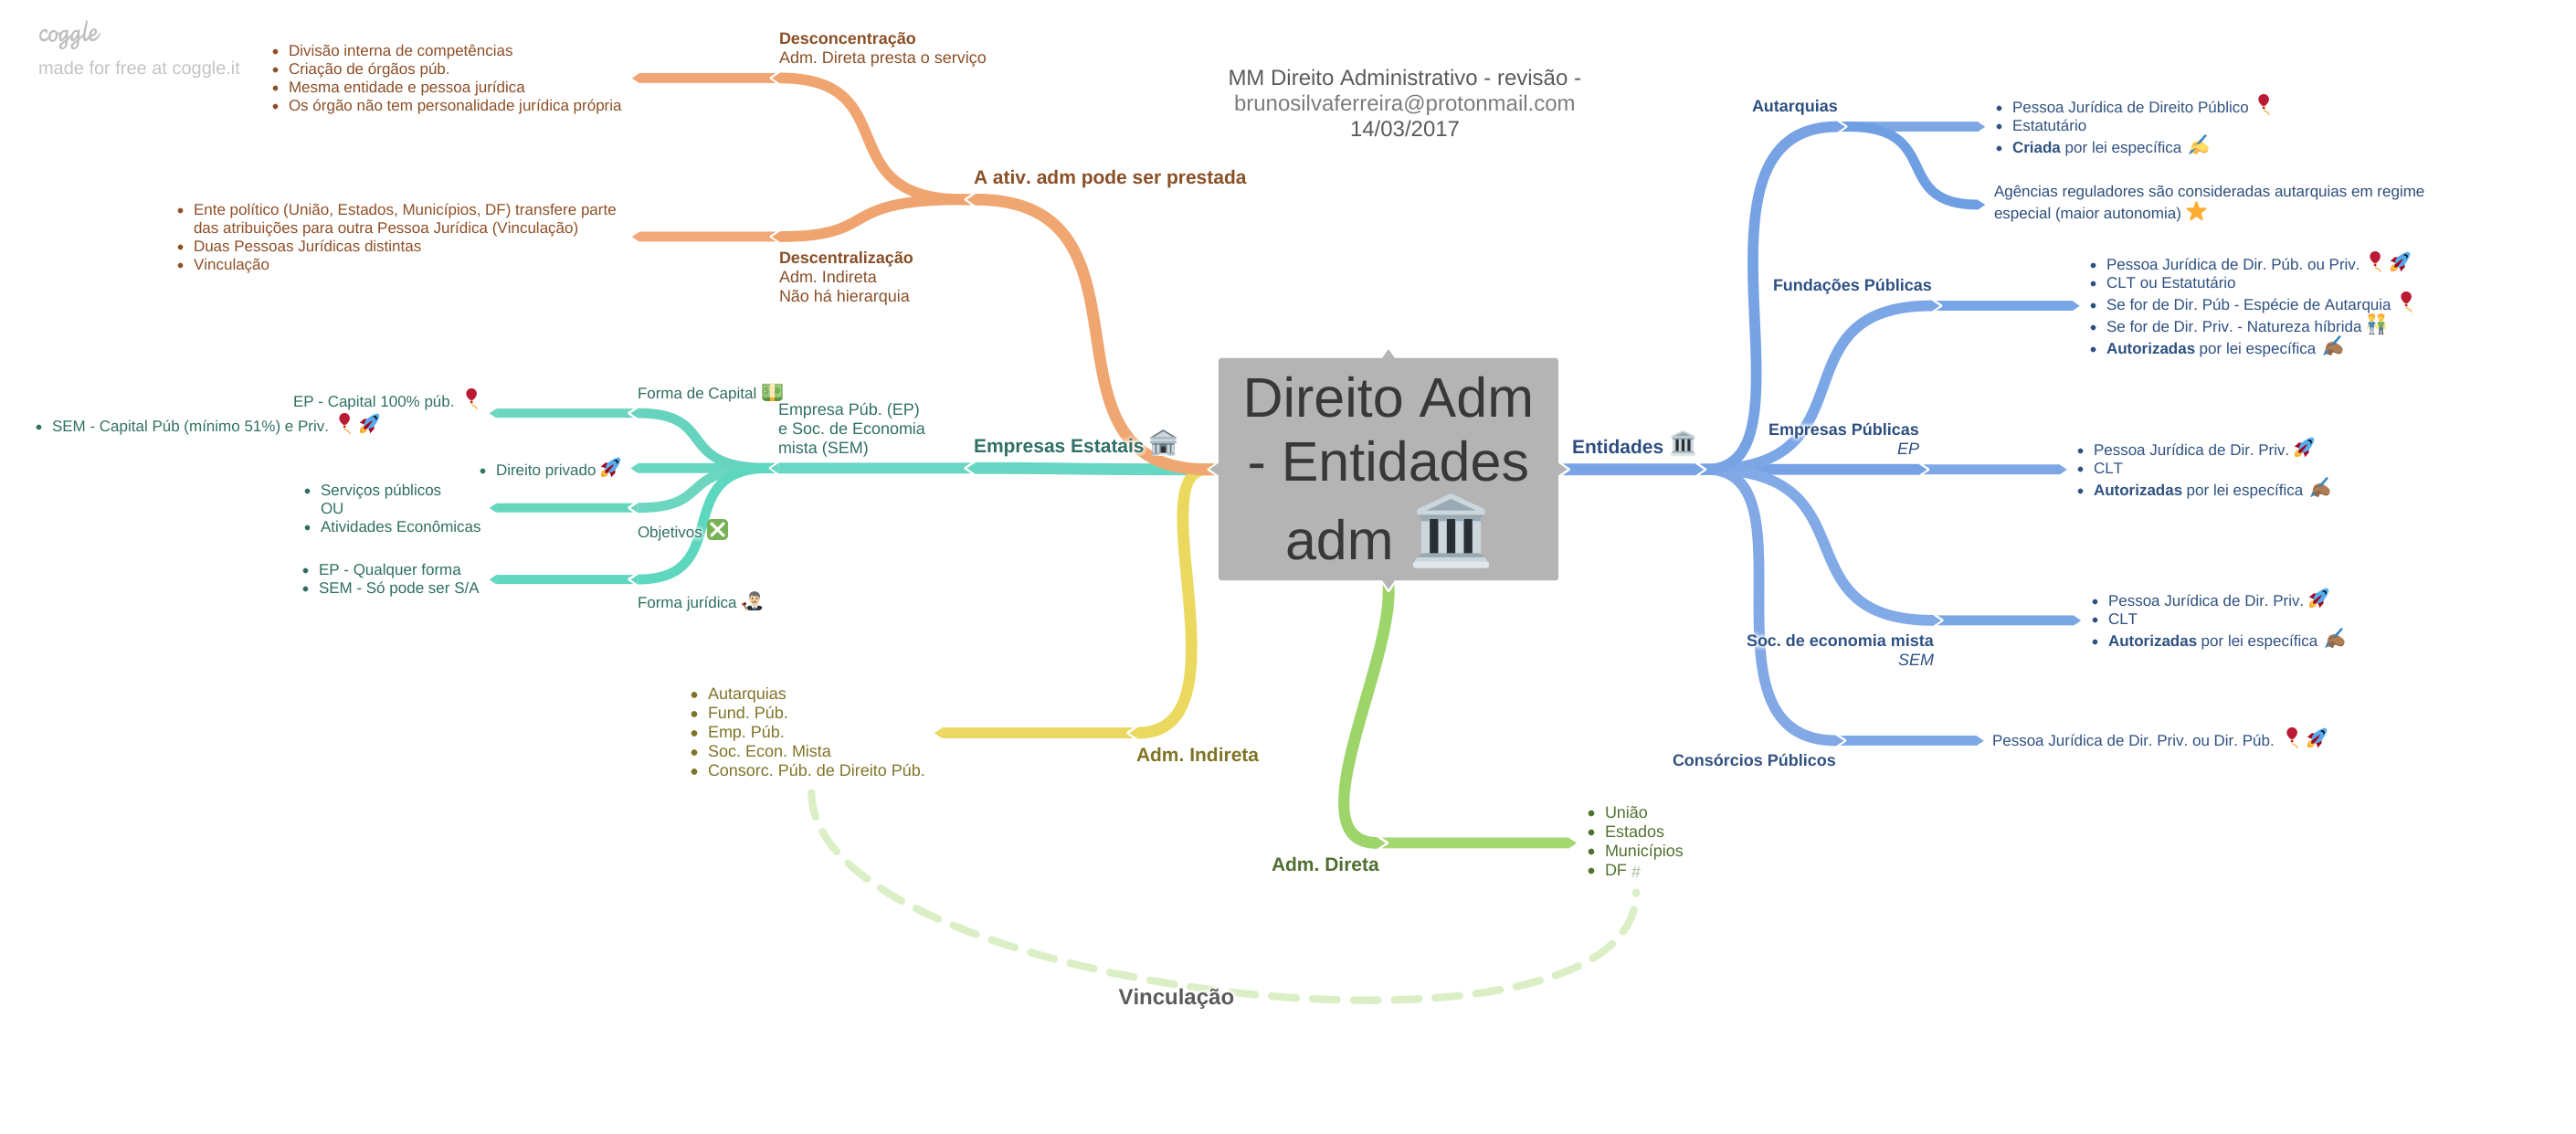 coggle
made for free at coggle.it
MM Direito Administrativo - revisão -
brunosilvaferreira@protonmail.com
14/03/2017
Direito Adm
- Entidades
adm
A ativ. adm pode ser prestada
Desconcentração
Adm. Direta presta o serviço
Divisão interna de competências
Criação de órgãos púb.
Mesma entidade e pessoa jurídica
Os órgão não tem personalidade jurídica própria
Descentralização
Adm. Indireta
Não há hierarquia
Ente político (União, Estados, Municípios, DF) transfere parte
das atribuições para outra Pessoa Jurídica (Vinculação)
Duas Pessoas Jurídicas distintas
Vinculação
Empresas Estatais
Empresa Púb. (EP)
e Soc. de Economia
mista (SEM)
Forma de Capital
EP - Capital 100% púb.
SEM - Capital Púb (mínimo 51%) e Priv.
Direito privado
Objetivos
Serviços públicos
OU
Atividades Econômicas
Forma jurídica
EP - Qualquer forma
SEM - Só pode ser S/A
Adm. Indireta
Autarquias
Fund. Púb.
Emp. Púb.
Soc. Econ. Mista
Consorc. Púb. de Direito Púb.
Adm. Direta
União
Estados
Municípios
DF #
Vinculação
Entidades
Autarquias
Pessoa Jurídica de Direito Público
Estatutário
Criada por lei específica
Agências reguladores são consideradas autarquias em regime
especial (maior autonomia)
Fundações Públicas
Pessoa Jurídica de Dir. Púb. ou Priv.
CLT ou Estatutário
Se for de Dir. Púb - Espécie de Autarquia
Se for de Dir. Priv. - Natureza híbrida
Autorizadas por lei específica
Empresas Públicas
EP
Pessoa Jurídica de Dir. Priv.
CLT
Autorizadas por lei específica
Soc. de economia mista
SEM
Pessoa Jurídica de Dir. Priv.
CLT
Autorizadas por lei específica
Consórcios Públicos
Pessoa Jurídica de Dir. Priv. ou Dir. Púb.